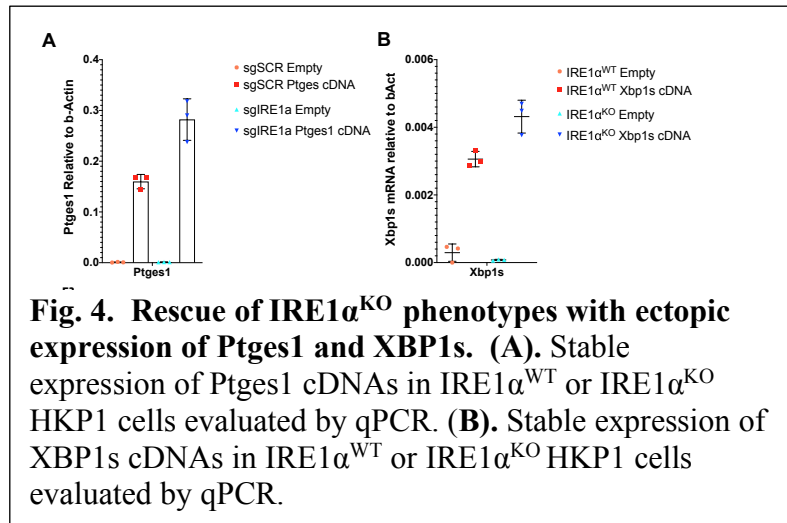 A
sgSCR Empty
sgSCR Ptges cDNA
sgIRE1a Empty
sgIRE1a Ptges1 cDNA
Ptges1 Relative to b-Actin
0.4
0.3
0.2
0.1
0.0
Ptges1
B
IRE1α^WT Empty
IRE1α^WT Xbp1s cDNA
IRE1α^KO Empty
IRE1α^KO Xbp1s cDNA
Xbp1s mRNA relative to bAct
0.006
0.004
0.002
0.000
Xbp1s
Fig. 4. Rescue of IRE1α^KO phenotypes with ectopic
expression of Ptges1 and XBP1s. (A). Stable
expression of Ptges1 cDNAs in IRE1α^WT or IRE1α^KO
HKP1 cells evaluated by qPCR. (B). Stable expression of
XBP1s cDNAs in IRE1α^WT or IRE1α^KO HKP1 cells
evaluated by qPCR.